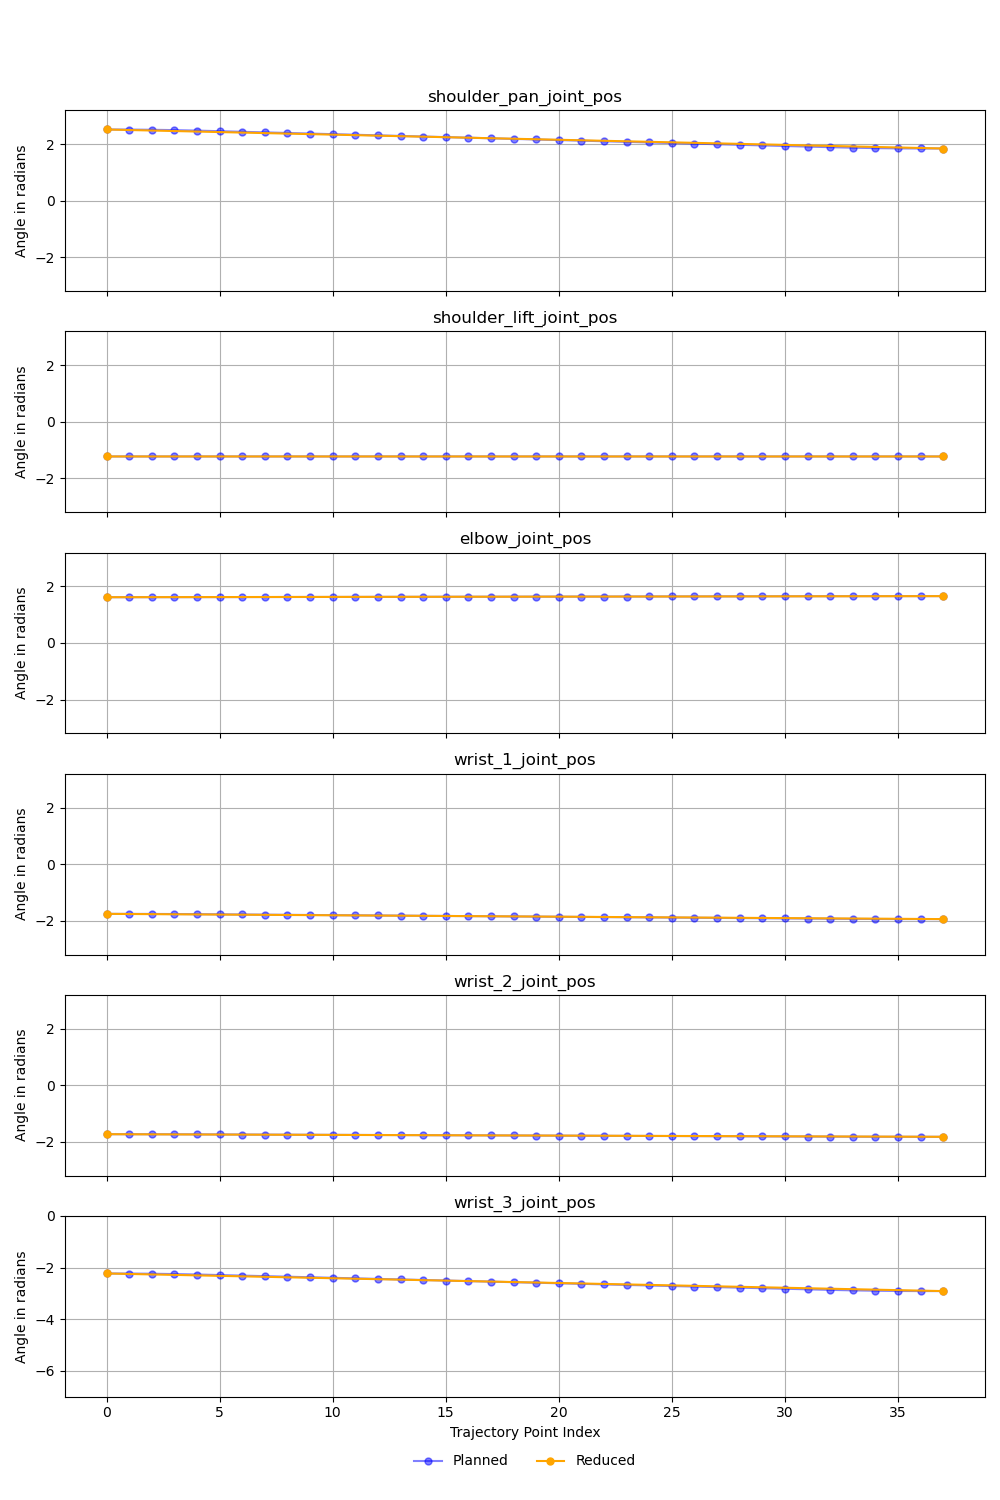 shoulder_pan_joint_pos
Angle in radians
2
0
−2
shoulder_lift_joint_pos
Angle in radians
2
0
−2
elbow_joint_pos
Angle in radians
2
0
−2
wrist_1_joint_pos
Angle in radians
2
0
−2
wrist_2_joint_pos
Angle in radians
2
0
−2
wrist_3_joint_pos
Angle in radians
0
−2
−4
−6
0 5 10 15 20 25 30 35
Trajectory Point Index
Planned Reduced